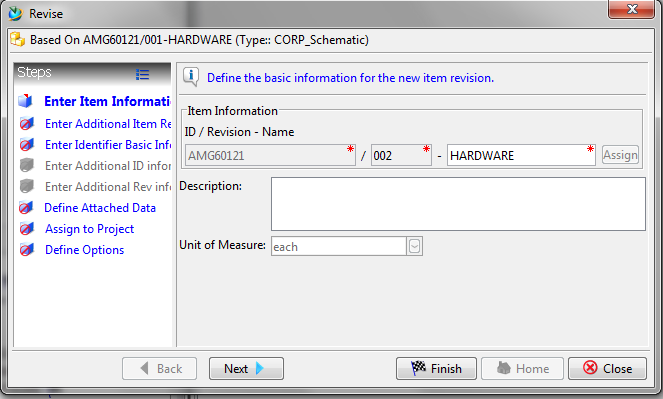 Revise
Based On AMG60121/001-HARDWARE (Type:: CORP_Schematic)
Steps
Enter Item Informati
Enter Additional Item Re
Enter Identifier Basic Info
Enter Additional ID infor
Enter Additional Rev info
Define Attached Data
Assign to Project
Define Options
Define the basic information for the new item revision.
Item Information
ID / Revision - Name
AMG60121 * / 002 * - HARDWARE * Assign
Description:
Unit of Measure: each
Back Next Finish Home Close